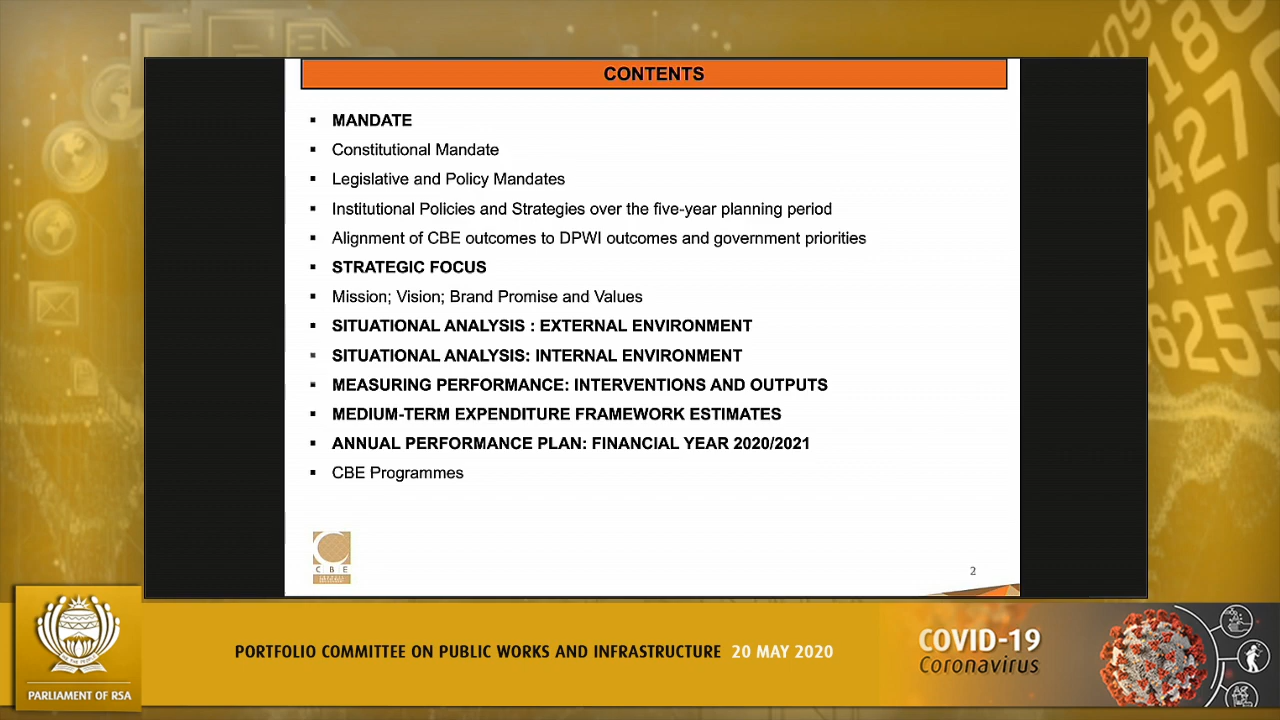 CONTENTS
▪ MANDATE
▪ Constitutional Mandate
▪ Legislative and Policy Mandates
▪ Institutional Policies and Strategies over the five-year planning period
▪ Alignment of CBE outcomes to DPWI outcomes and government priorities
▪ STRATEGIC FOCUS
▪ Mission; Vision; Brand Promise and Values
▪ SITUATIONAL ANALYSIS : EXTERNAL ENVIRONMENT
▪ SITUATIONAL ANALYSIS: INTERNAL ENVIRONMENT
▪ MEASURING PERFORMANCE: INTERVENTIONS AND OUTPUTS
▪ MEDIUM-TERM EXPENDITURE FRAMEWORK ESTIMATES
▪ ANNUAL PERFORMANCE PLAN: FINANCIAL YEAR 2020/2021
▪ CBE Programmes
C B E
2
PARLIAMENT OF RSA
PORTFOLIO COMMITTEE ON PUBLIC WORKS AND INFRASTRUCTURE 20 MAY 2020
COVID-19
Coronavirus
6255